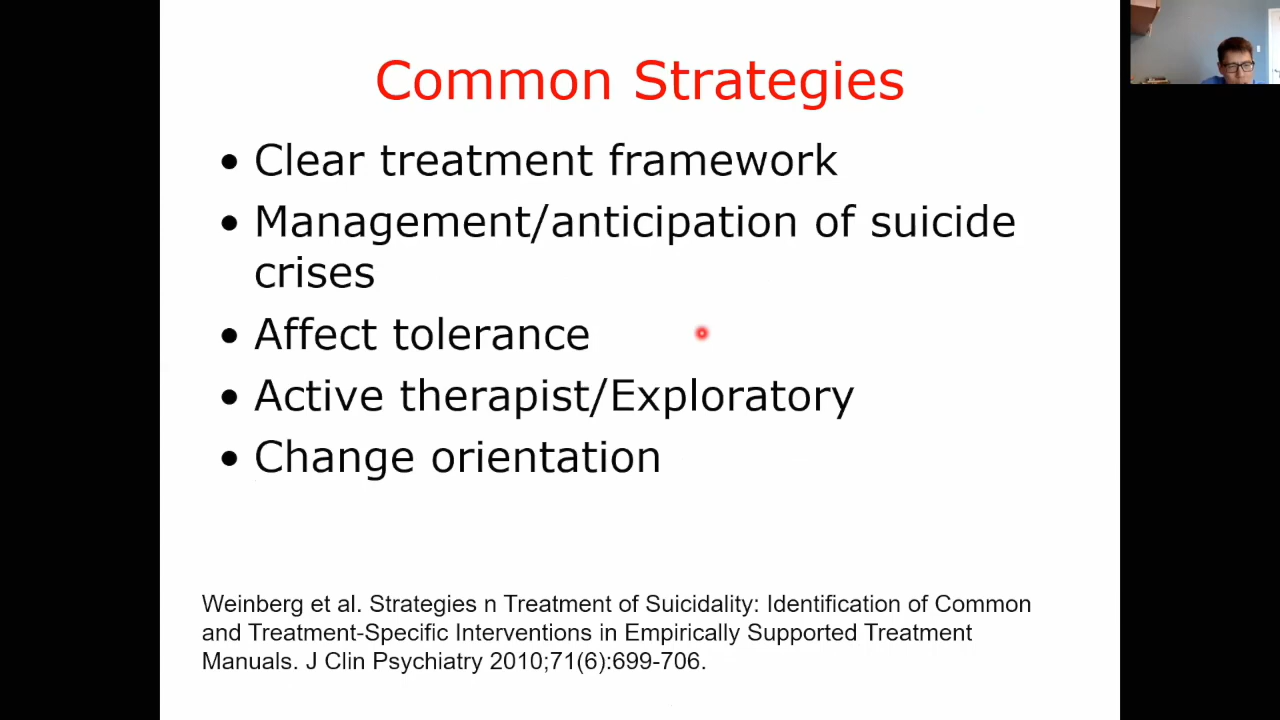 Common Strategies
• Clear treatment framework
• Management/anticipation of suicide
crises
• Affect tolerance
• Active therapist/Exploratory
• Change orientation
Weinberg et al. Strategies n Treatment of Suicidality: Identification of Common
and Treatment-Specific Interventions in Empirically Supported Treatment
Manuals. J Clin Psychiatry 2010;71(6):699-706.